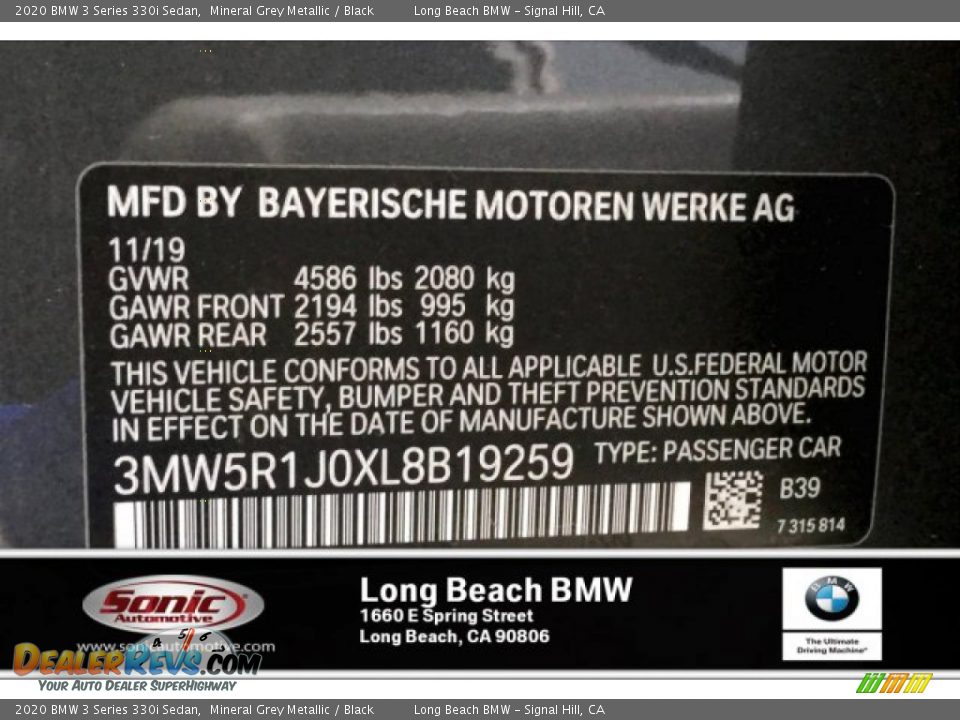 2020 BMW 3 Series 330i Sedan, Mineral Grey Metallic / Black Long Beach BMW - Signal Hill, CA
MFD BY BAYERISCHE MOTOREN WERKE AG
11/19
GVWR 4586 lbs 2080 kg
GAWR FRONT 2194 lbs 995 kg
GAWR REAR 2557 lbs 1160 kg
THIS VEHICLE CONFORMS TO ALL APPLICABLE U.S.FEDERAL MOTOR
VEHICLE SAFETY, BUMPER AND THEFT PREVENTION STANDARDS
IN EFFECT ON THE DATE OF MANUFACTURE SHOWN ABOVE.
3MW5R1J0XL8B19259 TYPE: PASSENGER CAR
B39
7 315 814
Sonic
Automotive
www.sonicautomotive.com
Long Beach BMW
1660 E Spring Street
Long Beach, CA 90806
BMW
The Ultimate
Driving Machine®
4 5 6
DealerRevs.com
Your Auto Dealer SuperHighway
2020 BMW 3 Series 330i Sedan, Mineral Grey Metallic / Black Long Beach BMW - Signal Hill, CA